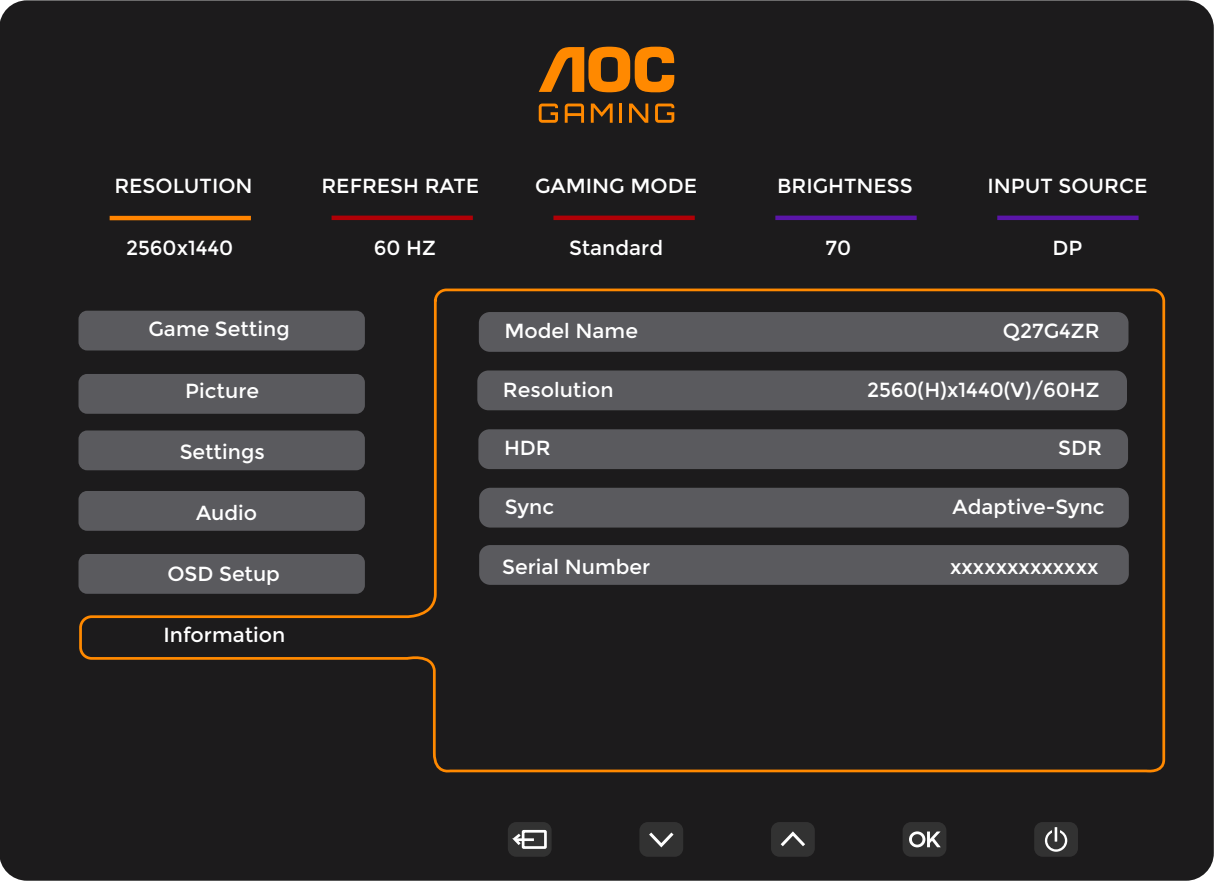 AOC
GAMING
RESOLUTION REFRESH RATE GAMING MODE BRIGHTNESS INPUT SOURCE
2560x1440 60 HZ Standard 70 DP
Game Setting
Picture
Settings
Audio
OSD Setup
Information
Model Name Q27G4ZR
Resolution 2560(H)x1440(V)/60HZ
HDR SDR
Sync Adaptive-Sync
Serial Number xxxxxxxxxxxxx
OK